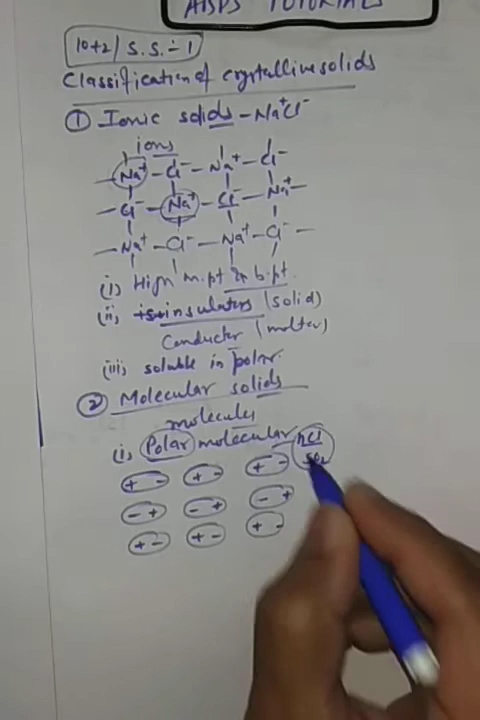 AISPS TUTORIALS
10+2 / S.S. - 1
Classification of crystalline solids
① Ionic solids - Na⁺Cl⁻
ions
— Na⁺ — Cl⁻ — Na⁺ — Cl⁻
— Cl⁻ — Na⁺ — Cl⁻ — Na⁺ —
— Na⁺ — Cl⁻ — Na⁺ — Cl⁻ —
(i) High m.pt & b.pt.
(ii) insulators (solid)
Conductor (molten)
(iii) soluble in polar.
② Molecular solids
molecules
(i) Polar molecular HCl
SO₂
+ - + - + -
- + - + - +
+ - + - + -